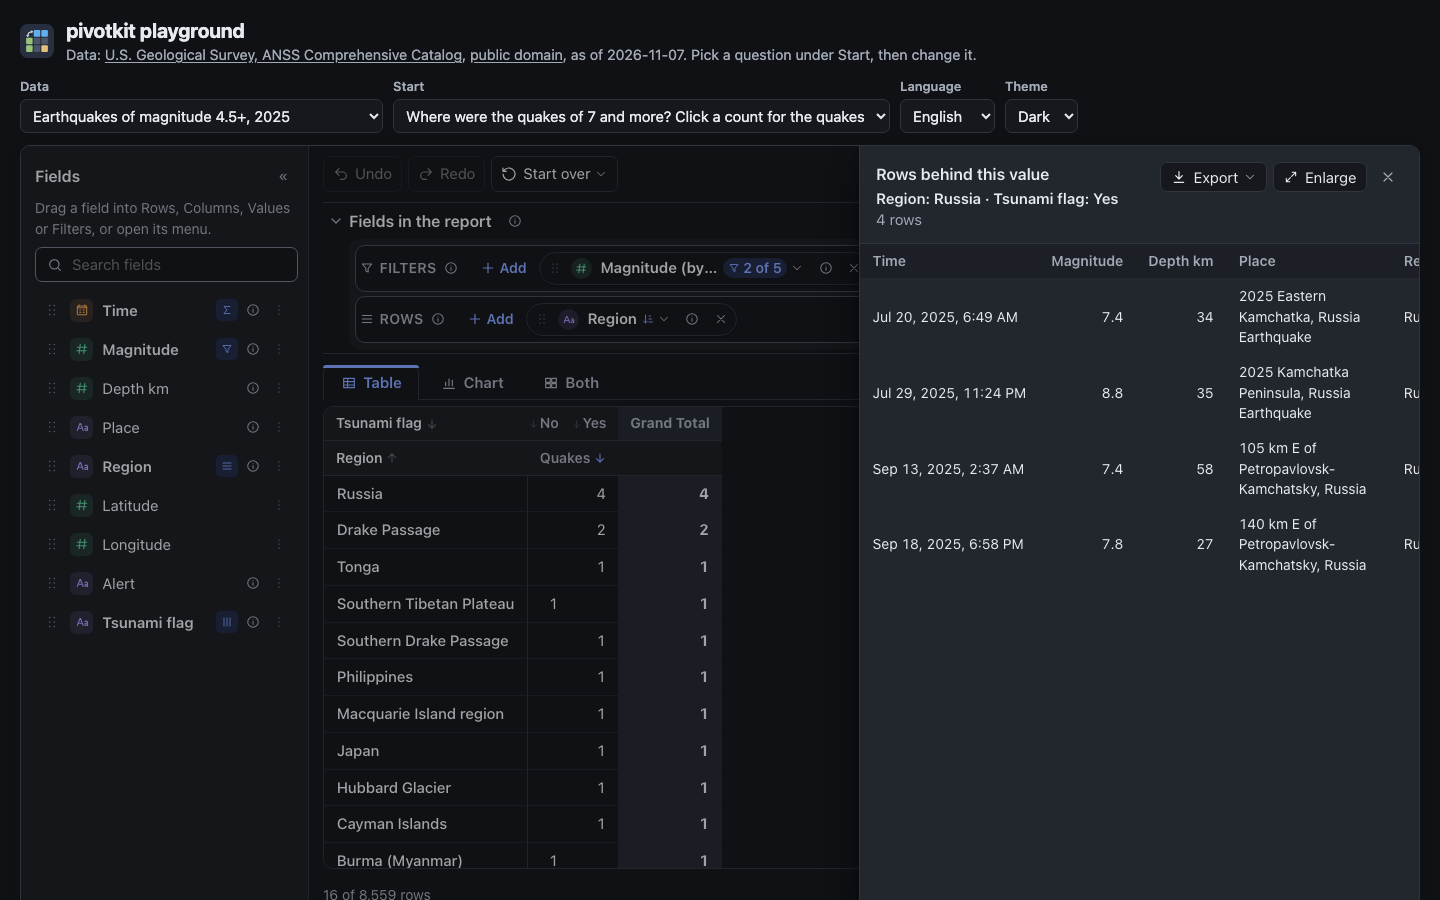 pivotkit playground
Data: U.S. Geological Survey, ANSS Comprehensive Catalog, public domain, as of 2026-11-07. Pick a question under Start, then change it.
Data
Start
Language
Theme
Earthquakes of magnitude 4.5+, 2025
Where were the quakes of 7 and more? Click a count for the quakes
English
Dark
Fields
«
Drag a field into Rows, Columns, Values
or Filters, or open its menu.
Search fields
Time
Magnitude
Depth km
Aa Place
Aa Region
Latitude
Longitude
Aa Alert
Aa Tsunami flag
Undo
Redo
Start over
Fields in the report
FILTERS
+ Add
Magnitude (by...
2 of 5
ROWS
+ Add
Aa Region
Table
Chart
Both
Tsunami flag ↓
↓ No
↓ Yes
Grand Total
Region ↑
Quakes ↓
Russia 4 4
Drake Passage 2 2
Tonga 1 1
Southern Tibetan Plateau 1 1
Southern Drake Passage 1 1
Philippines 1 1
Macquarie Island region 1 1
Japan 1 1
Hubbard Glacier 1 1
Cayman Islands 1 1
Burma (Myanmar) 1 1
16 of 8,559 rows
Rows behind this value
Region: Russia · Tsunami flag: Yes
4 rows
Export
Enlarge
Time Magnitude Depth km Place Re
Jul 20, 2025, 6:49 AM 7.4 34
2025 Eastern
Kamchatka, Russia
Earthquake
Ru
Jul 29, 2025, 11:24 PM 8.8 35
2025 Kamchatka
Peninsula, Russia
Earthquake
Ru
Sep 13, 2025, 2:37 AM 7.4 58
105 km E of
Petropavlovsk-
Kamchatsky, Russia
Ru
Sep 18, 2025, 6:58 PM 7.8 27
140 km E of
Petropavlovsk-
Kamchatsky, Russia
Ru